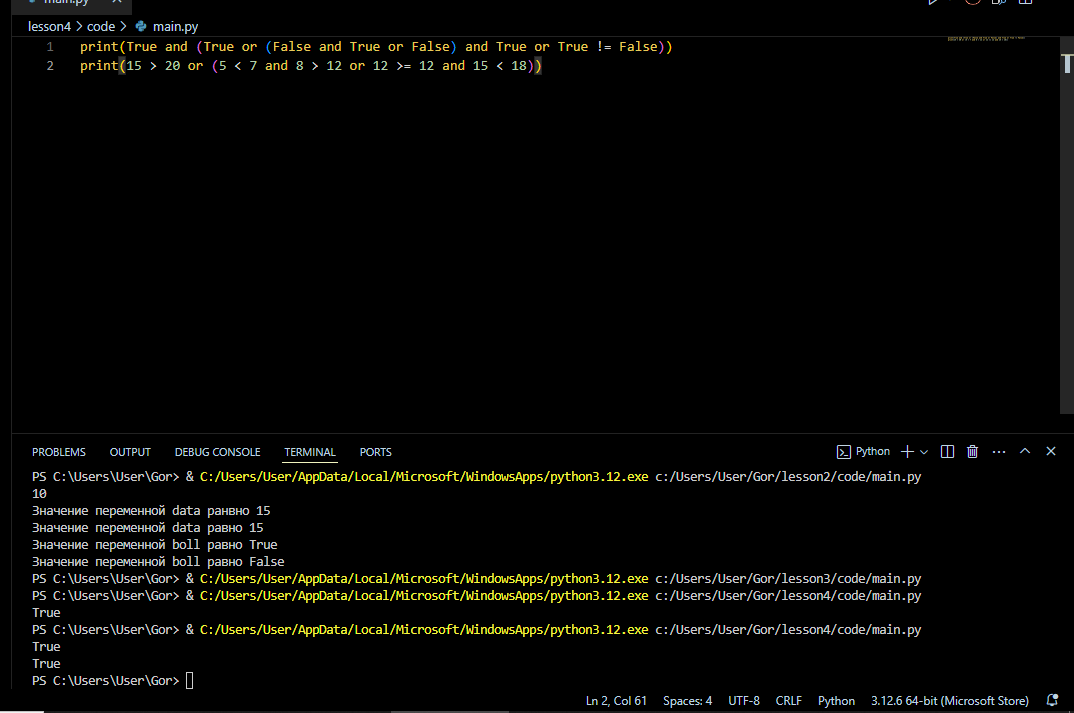 main.py
lesson4 > code > main.py
1 print(True and (True or (False and True or False) and True or True != False))
2 print(15 > 20 or (5 < 7 and 8 > 12 or 12 >= 12 and 15 < 18))
PROBLEMS OUTPUT DEBUG CONSOLE TERMINAL PORTS Python
PS C:\Users\User\Gor> & C:/Users/User/AppData/Local/Microsoft/WindowsApps/python3.12.exe c:/Users/User/Gor/lesson2/code/main.py
10
Значение переменной data ранвно 15
Значение переменной data равно 15
Значение переменной boll равно True
Значение переменной boll равно False
PS C:\Users\User\Gor> & C:/Users/User/AppData/Local/Microsoft/WindowsApps/python3.12.exe c:/Users/User/Gor/lesson3/code/main.py
PS C:\Users\User\Gor> & C:/Users/User/AppData/Local/Microsoft/WindowsApps/python3.12.exe c:/Users/User/Gor/lesson4/code/main.py
True
PS C:\Users\User\Gor> & C:/Users/User/AppData/Local/Microsoft/WindowsApps/python3.12.exe c:/Users/User/Gor/lesson4/code/main.py
True
True
PS C:\Users\User\Gor>
Ln 2, Col 61 Spaces: 4 UTF-8 CRLF Python 3.12.6 64-bit (Microsoft Store)